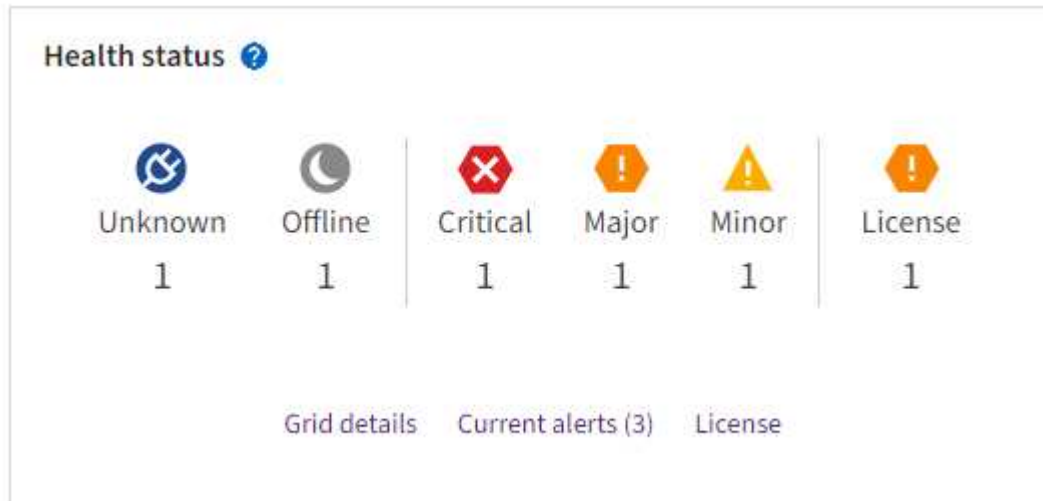 Health status
Unknown Offline Critical Major Minor License
1 1 1 1 1 1
Grid details Current alerts (3) License